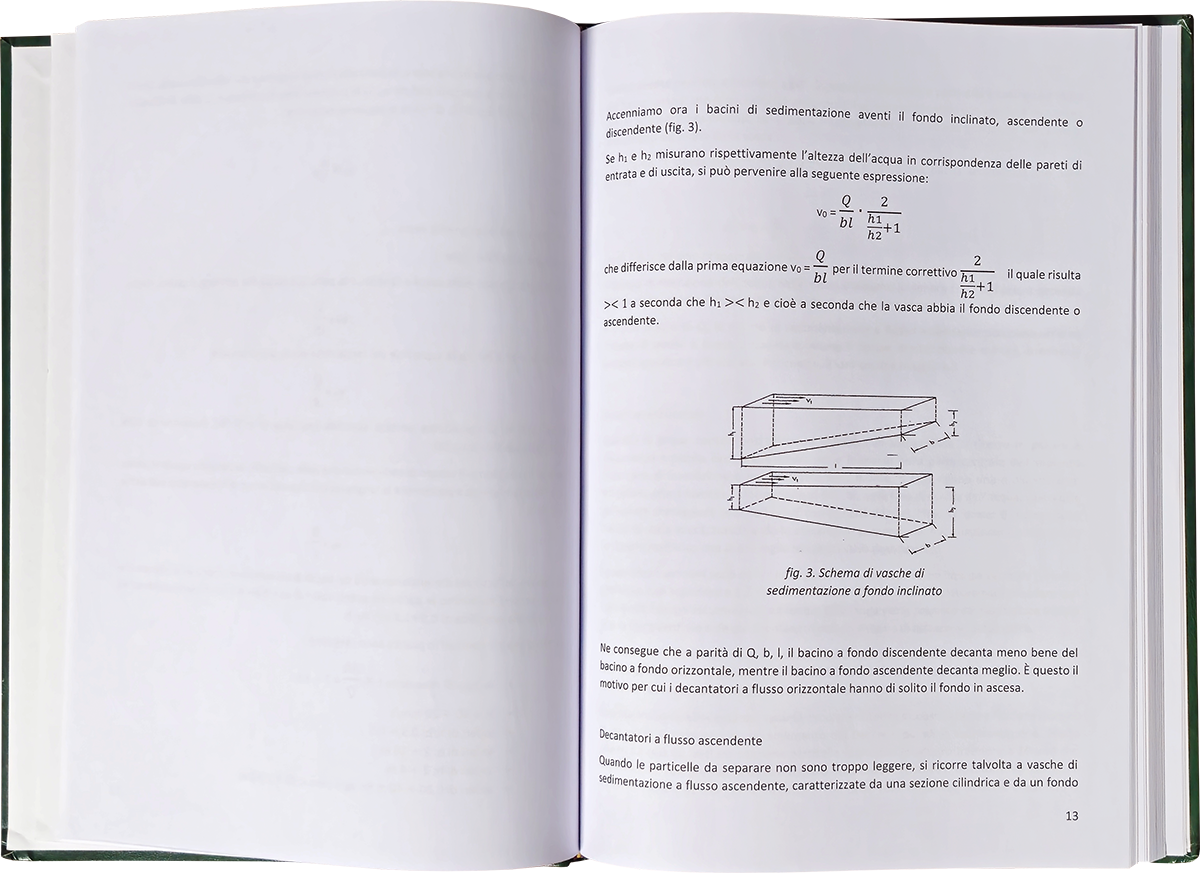 Accenniamo ora i bacini di sedimentazione aventi il fondo inclinato, ascendente o
discendente (fig. 3).
Se h₁ e h₂ misurano rispettivamente l'altezza dell'acqua in corrispondenza delle pareti di
entrata e di uscita, si può pervenire alla seguente espressione:
v₀ = Q/bl · 2/(h1/h2+1)
che differisce dalla prima equazione v₀ = Q/bl per il termine correttivo 2/(h1/h2+1) il quale risulta
>< 1 a seconda che h₁ >< h₂ e cioè a seconda che la vasca abbia il fondo discendente o
ascendente.
v₁
h
h
b
l
v₁
h
h
b
fig. 3. Schema di vasche di
sedimentazione a fondo inclinato
Ne consegue che a parità di Q, b, l, il bacino a fondo discendente decanta meno bene del
bacino a fondo orizzontale, mentre il bacino a fondo ascendente decanta meglio. È questo il
motivo per cui i decantatori a flusso orizzontale hanno di solito il fondo in ascesa.
Decantatori a flusso ascendente
Quando le particelle da separare non sono troppo leggere, si ricorre talvolta a vasche di
sedimentazione a flusso ascendente, caratterizzate da una sezione cilindrica e da un fondo
13